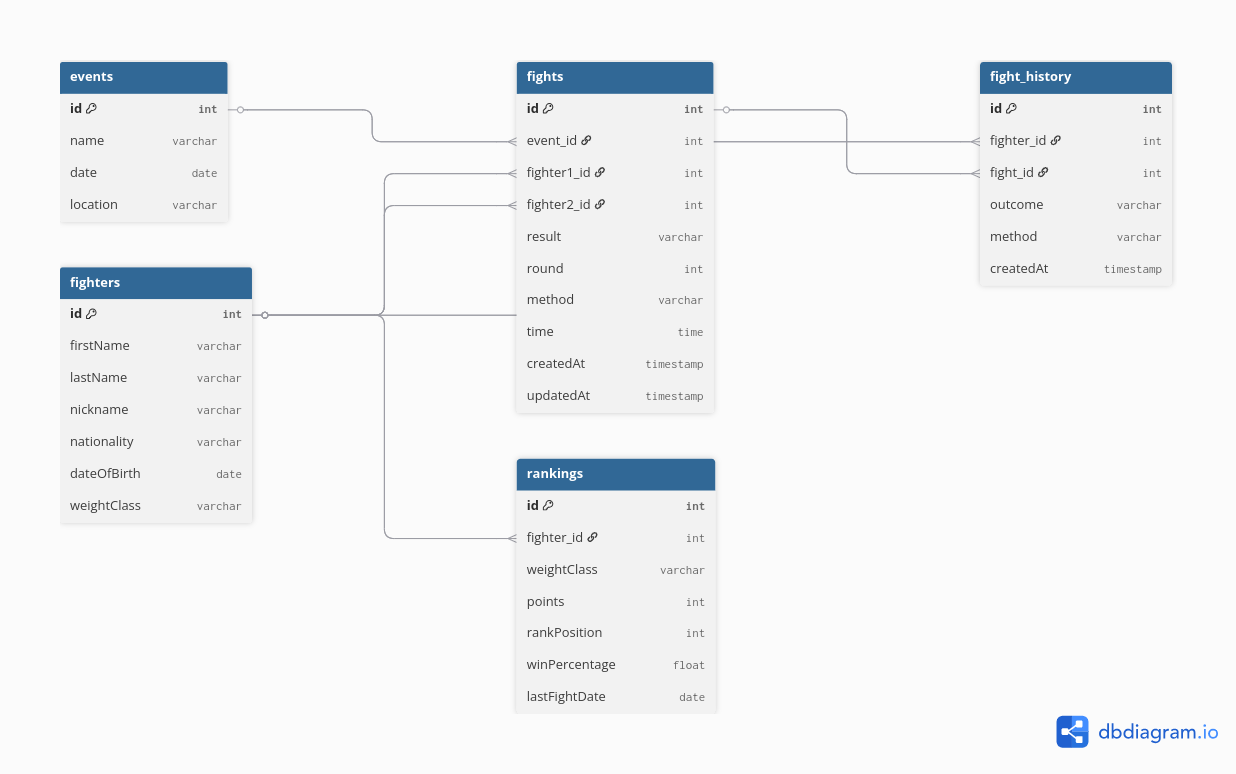 events
id int
name varchar
date date
location varchar
fighters
id int
firstName varchar
lastName varchar
nickname varchar
nationality varchar
dateOfBirth date
weightClass varchar
fights
id int
event_id int
fighter1_id int
fighter2_id int
result varchar
round int
method varchar
time time
createdAt timestamp
updatedAt timestamp
rankings
id int
fighter_id int
weightClass varchar
points int
rankPosition int
winPercentage float
lastFightDate date
fight_history
id int
fighter_id int
fight_id int
outcome varchar
method varchar
createdAt timestamp
dbdiagram.io